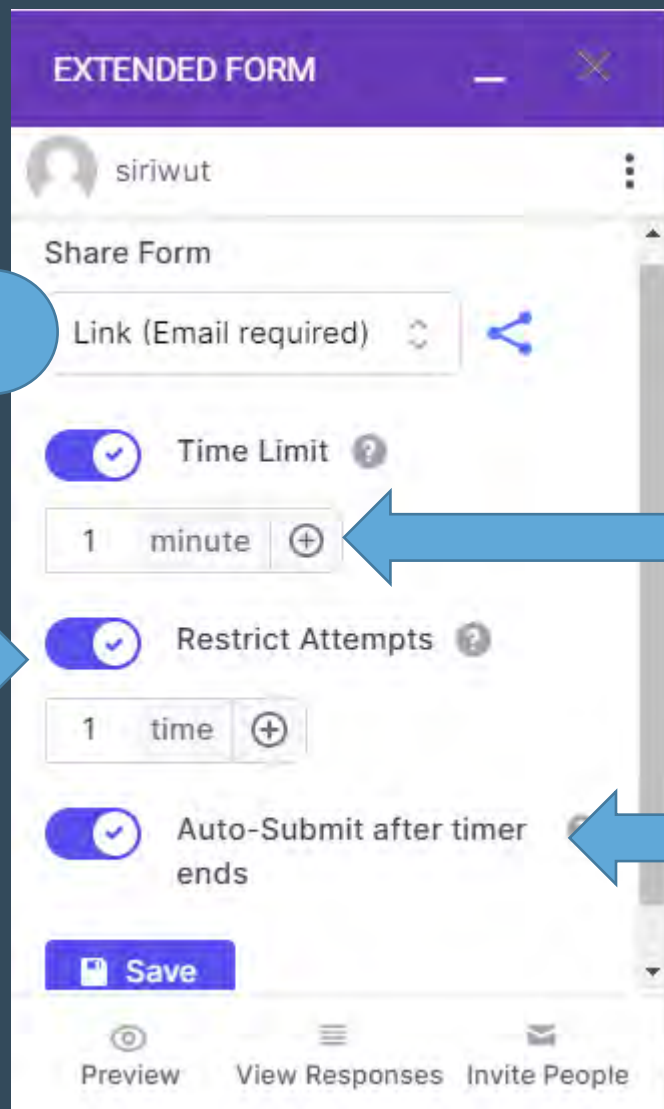 EXTENDED FORM
siriwut
Share Form
Link (Email required)
Time Limit
1 minute
Restrict Attempts
1 time
Auto-Submit after timer
ends
Save
Preview View Responses Invite People